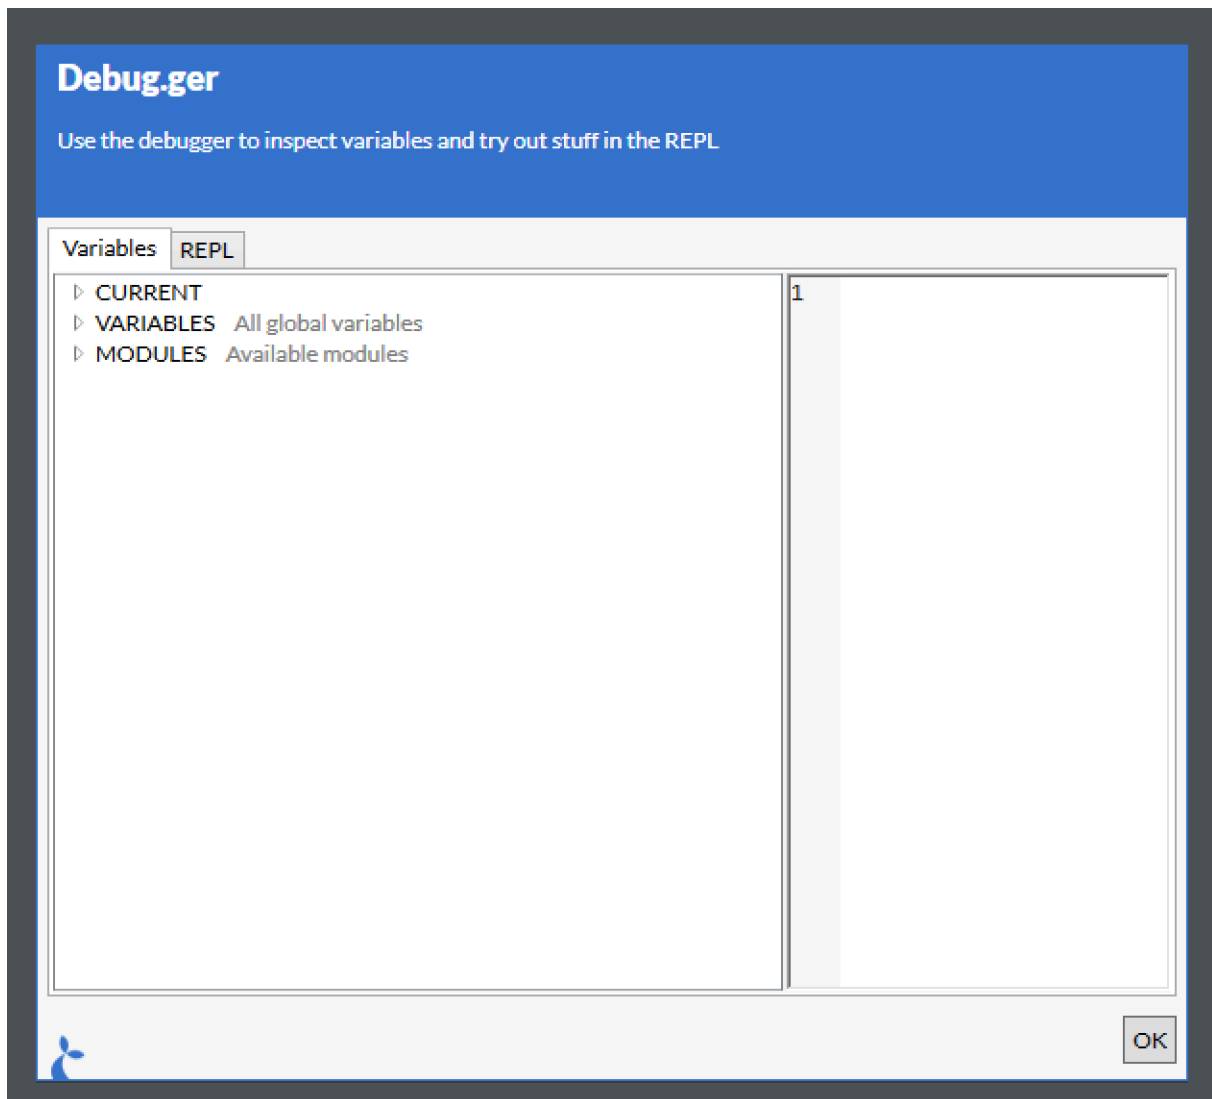 Debug.ger
Use the debugger to inspect variables and try out stuff in the REPL
Variables REPL
CURRENT
VARIABLES All global variables
MODULES Available modules
1
OK